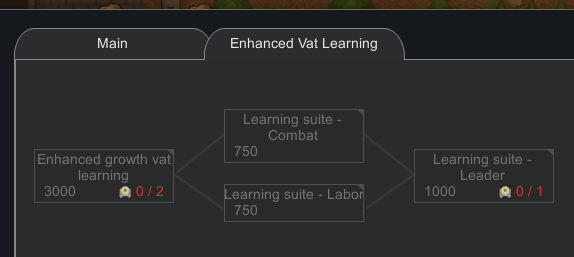 Main
Enhanced Vat Learning
Enhanced growth vat
learning
3000 0 / 2
Learning suite -
Combat
750
Learning suite - Labor
750
Learning suite -
Leader
1000 0 / 1